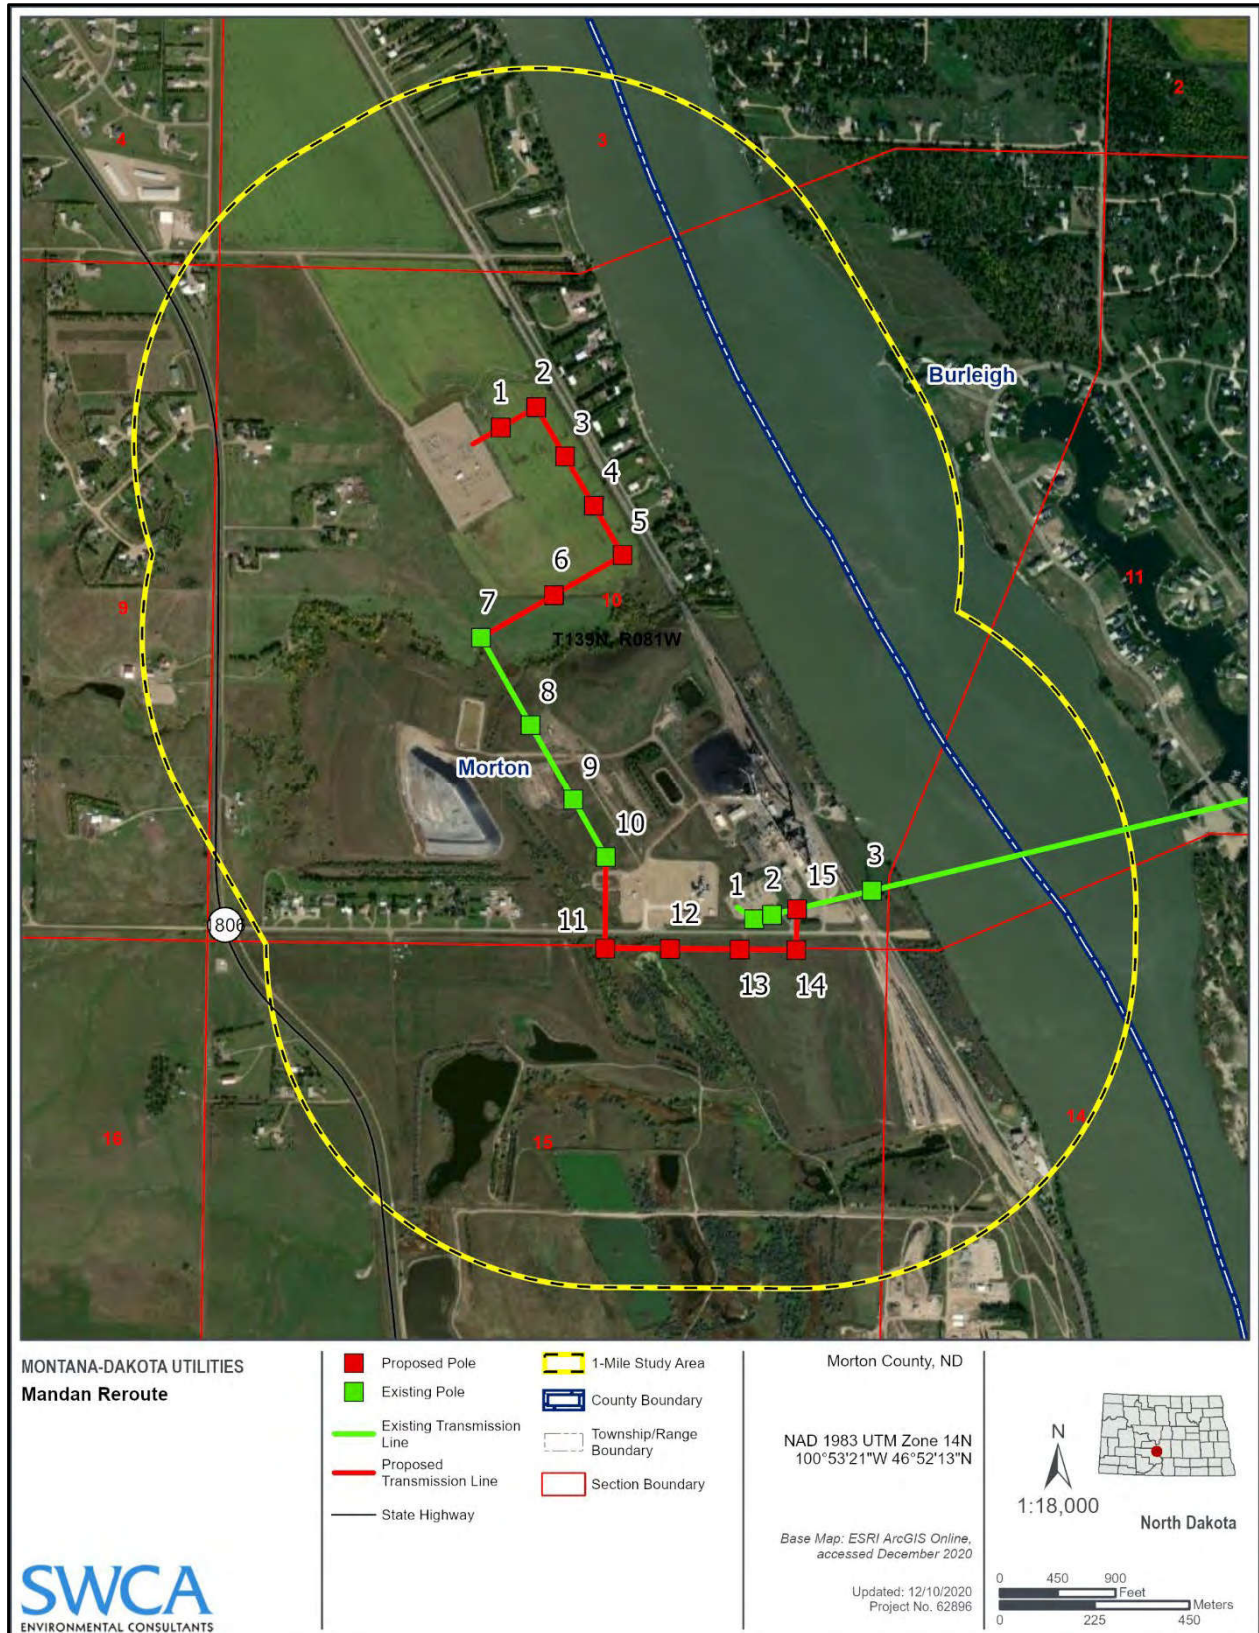 4
3
2
Burleigh
2
1
3
4
5
6
11
9
7
10
T139N, R081W
8
Morton
9
10
3
15
1
2
1806
11
12
13
14
14
16
15
MONTANA-DAKOTA UTILITIES
Mandan Reroute
SWCA
ENVIRONMENTAL CONSULTANTS
Proposed Pole
Existing Pole
Existing Transmission
Line
Proposed
Transmission Line
State Highway
1-Mile Study Area
County Boundary
Township/Range
Boundary
Section Boundary
Morton County, ND
NAD 1983 UTM Zone 14N
100°53'21"W 46°52'13"N
Base Map: ESRI ArcGIS Online,
accessed December 2020
Updated: 12/10/2020
Project No. 62896
N
1:18,000
North Dakota
0 450 900
Feet
Meters
0 225 450